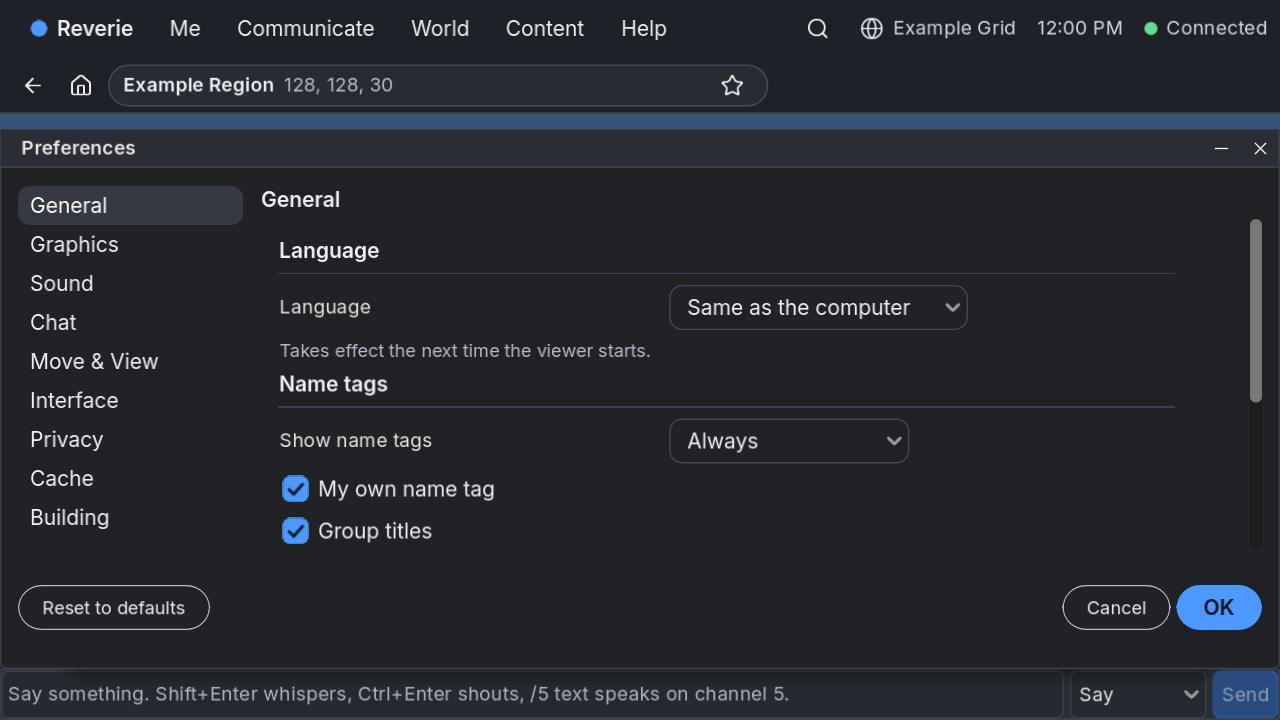 Reverie Me Communicate World Content Help Example Grid 12:00 PM Connected
Example Region 128, 128, 30
Preferences
General
Graphics
Sound
Chat
Move & View
Interface
Privacy
Cache
Building
General
Language
Language Same as the computer
Takes effect the next time the viewer starts.
Name tags
Show name tags Always
My own name tag
Group titles
Reset to defaults Cancel OK
Say something. Shift+Enter whispers, Ctrl+Enter shouts, /5 text speaks on channel 5. Say Send